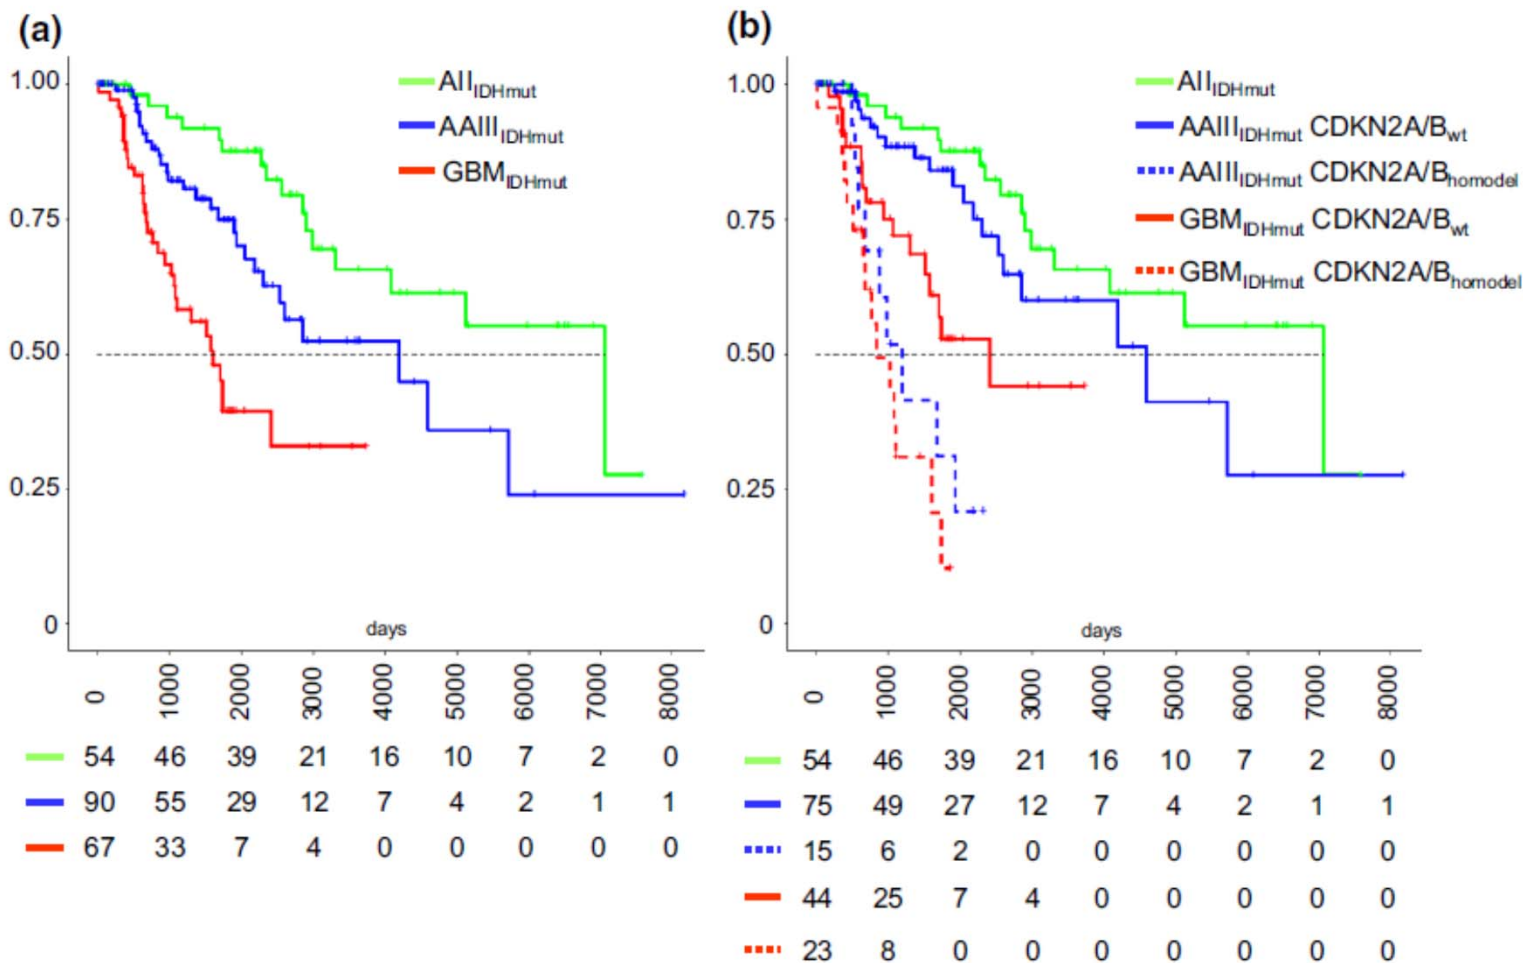 (a)
1.00
0.75
0.50
0.25
0
AII IDHmut
AAIII IDHmut
GBM IDHmut
days
0 1000 2000 3000 4000 5000 6000 7000 8000
54 46 39 21 16 10 7 2 0
90 55 29 12 7 4 2 1 1
67 33 7 4 0 0 0 0 0
(b)
1.00
0.75
0.50
0.25
0
AII IDHmut
AAIII IDHmut CDKN2A/B wt
AAIII IDHmut CDKN2A/B homodel
GBM IDHmut CDKN2A/B wt
GBM IDHmut CDKN2A/B homodel
days
0 1000 2000 3000 4000 5000 6000 7000 8000
54 46 39 21 16 10 7 2 0
75 49 27 12 7 4 2 1 1
15 6 2 0 0 0 0 0 0
44 25 7 4 0 0 0 0 0
23 8 0 0 0 0 0 0 0